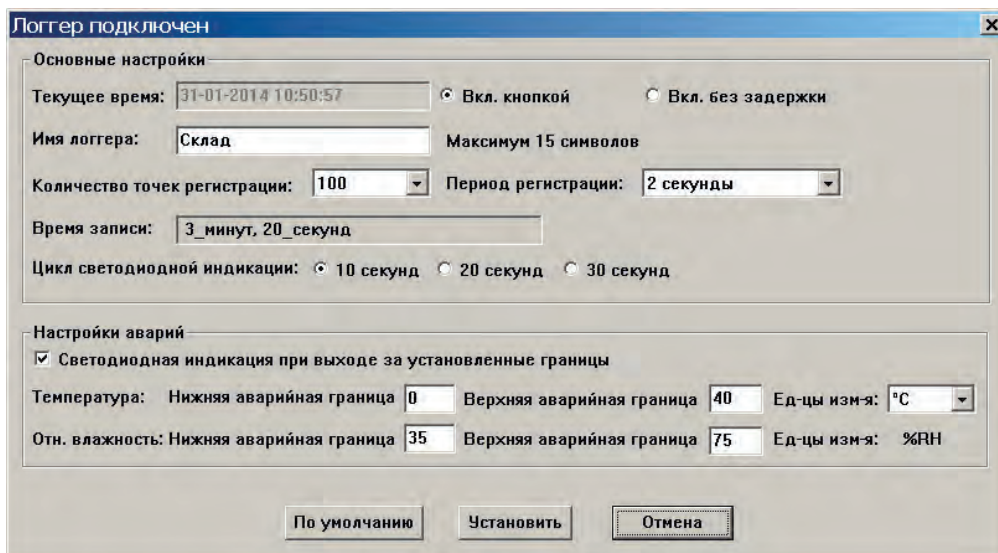 Логгер подключен
Основные настройки
Текущее время: 31-01-2014 10:50:57 Вкл. кнопкой Вкл. без задержки
Имя логгера: Склад Максимум 15 символов
Количество точек регистрации: 100 Период регистрации: 2 секунды
Время записи: 3_минут, 20_секунд
Цикл светодиодной индикации: 10 секунд 20 секунд 30 секунд
Настройки аварий
Светодиодная индикация при выходе за установленные границы
Температура: Нижняя аварийная граница 0 Верхняя аварийная граница 40 Ед-цы изм-я: °C
Отн. влажность: Нижняя аварийная граница 35 Верхняя аварийная граница 75 Ед-цы изм-я: %RH
По умолчанию Установить Отмена